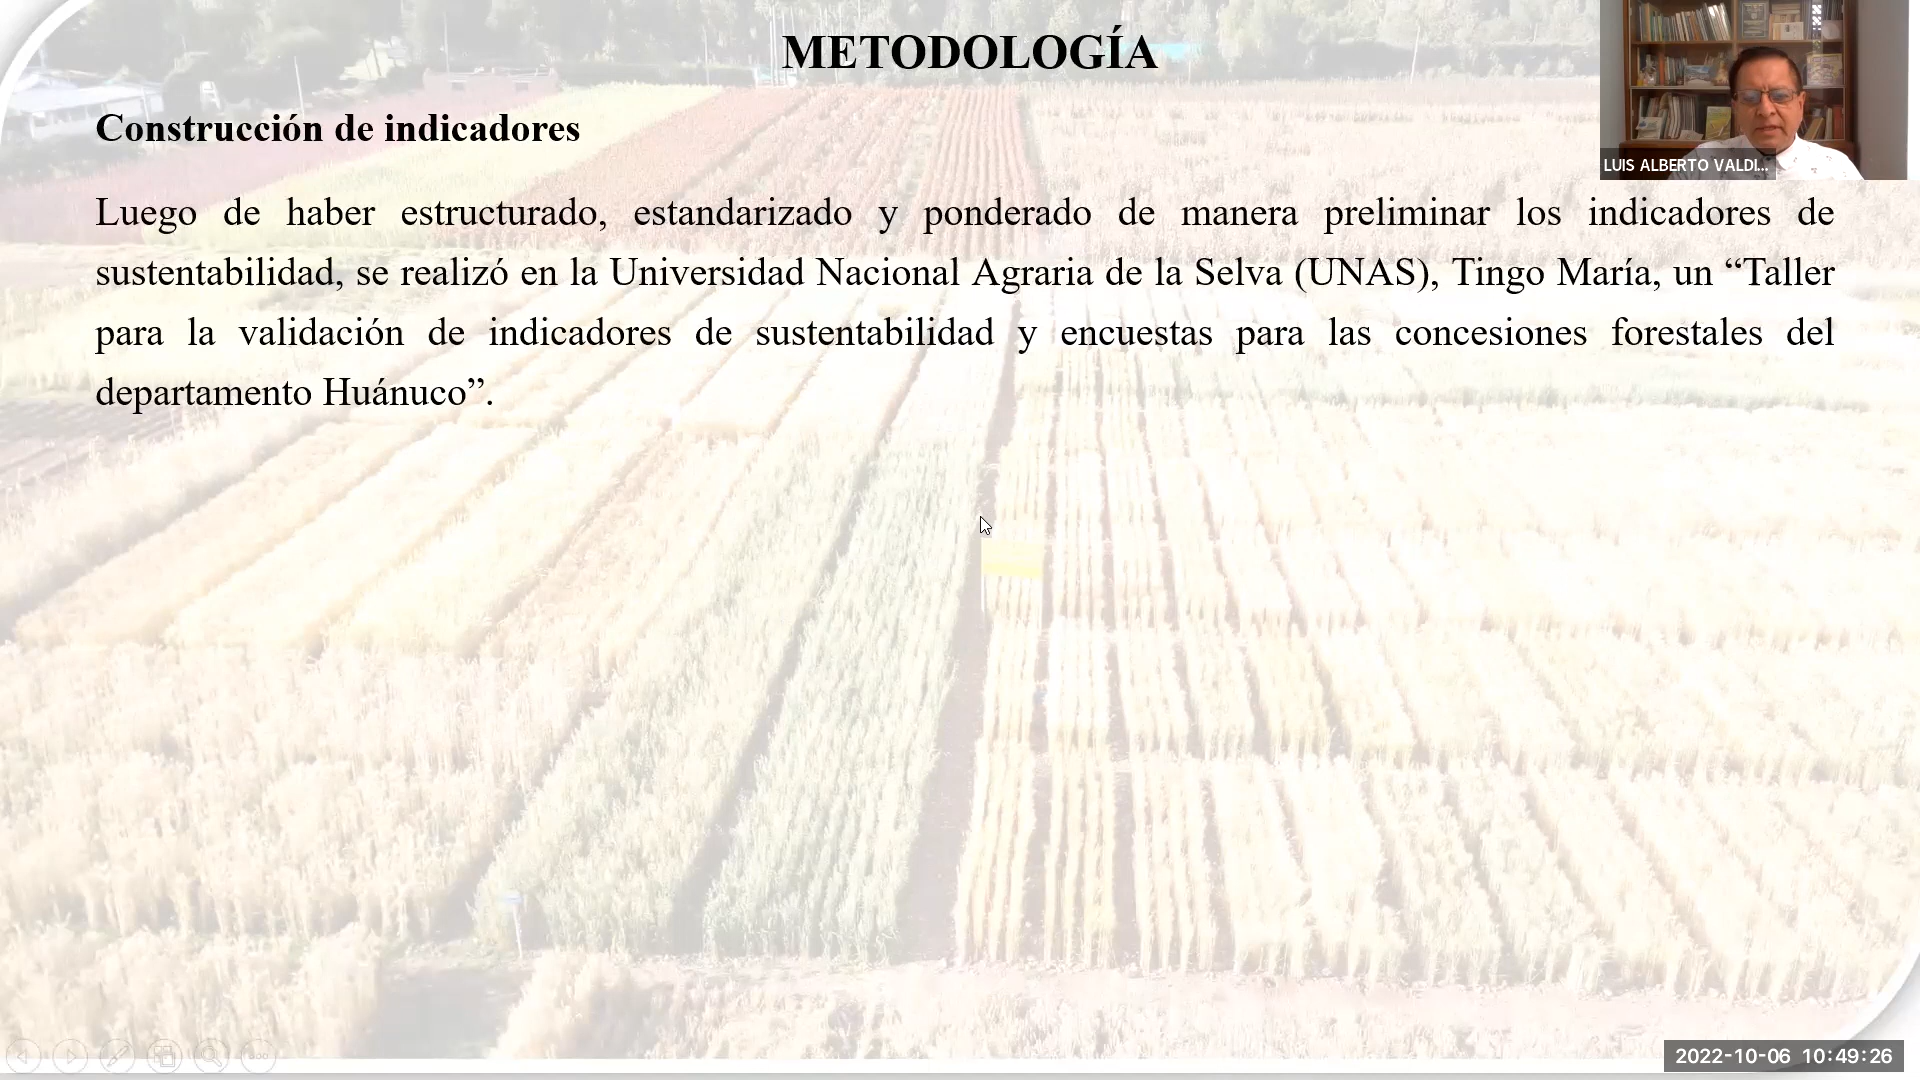 METODOLOGÍA
Construcción de indicadores
Luego de haber estructurado, estandarizado y ponderado de manera preliminar los indicadores de
sustentabilidad, se realizó en la Universidad Nacional Agraria de la Selva (UNAS), Tingo María, un “Taller
para la validación de indicadores de sustentabilidad y encuestas para las concesiones forestales del
departamento Huánuco”.
LUIS ALBERTO VALDI...
2022-10-06 10:49:26